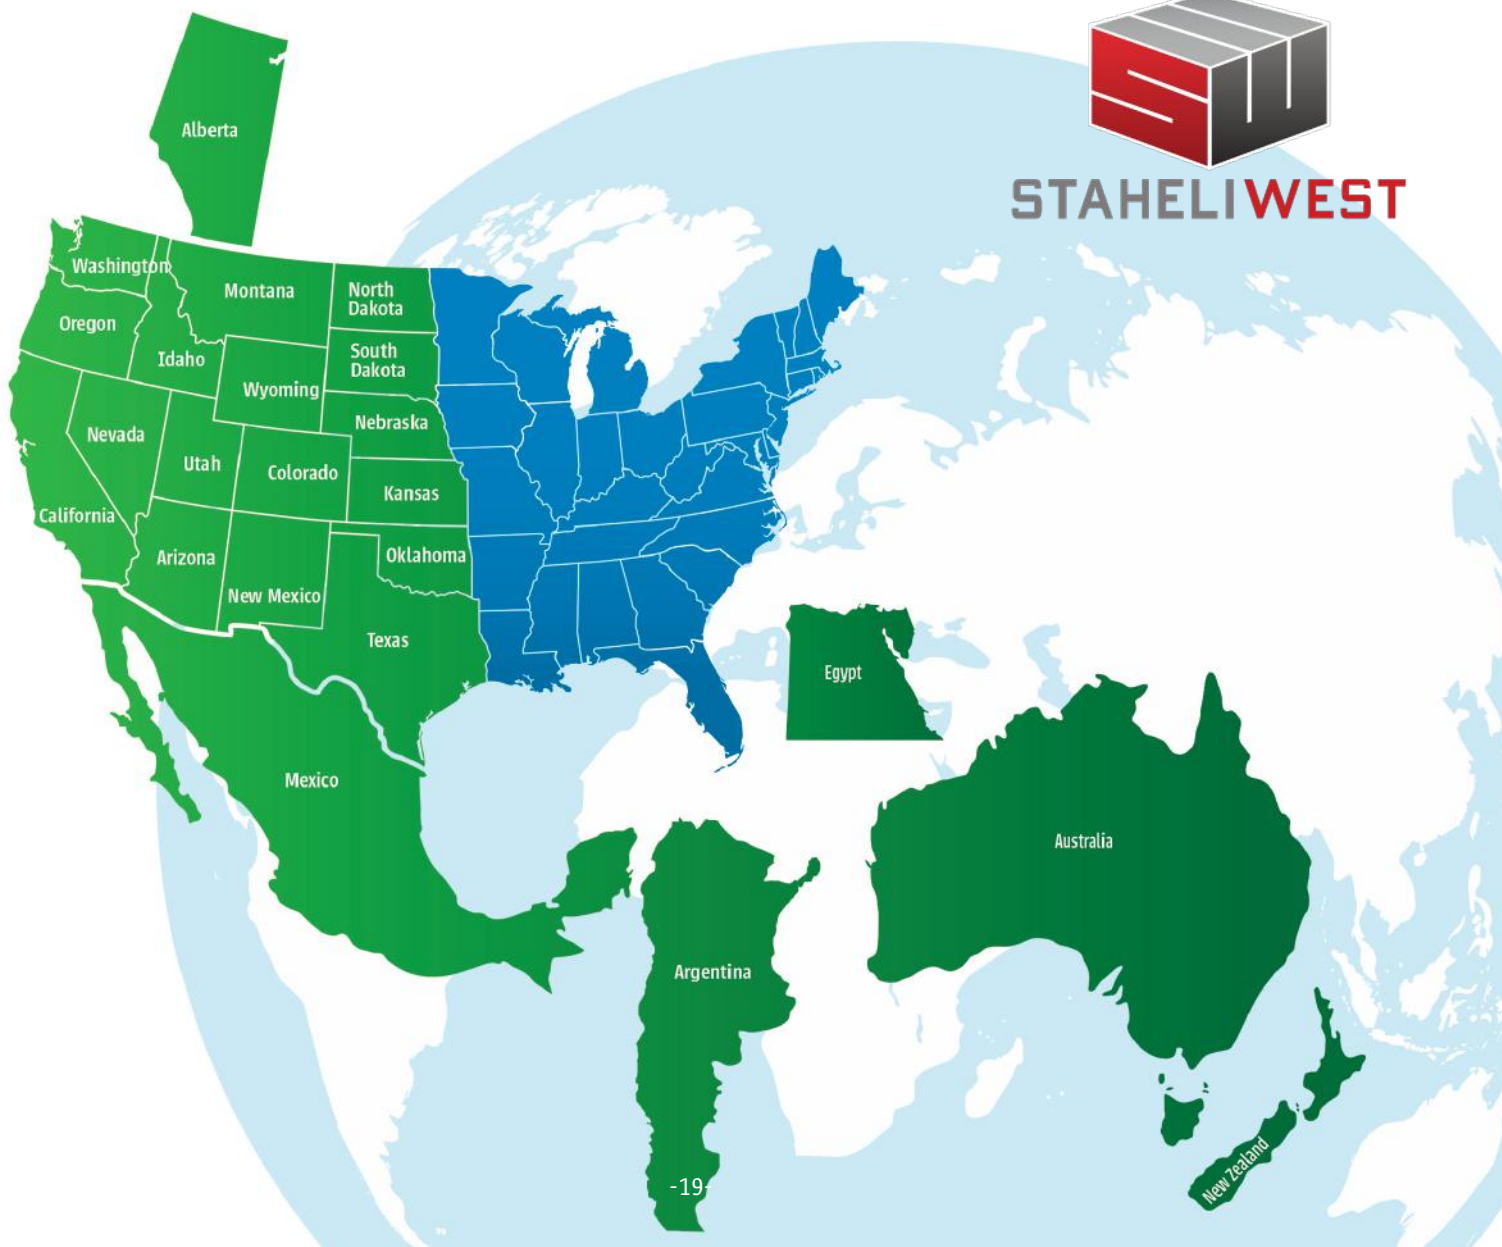 STAHELIWEST
Alberta
Washington
Montana
North
Dakota
Oregon
Idaho
South
Dakota
Wyoming
Nebraska
Nevada
Utah
Colorado
Kansas
California
Arizona
Oklahoma
New Mexico
Texas
Egypt
Mexico
Australia
Argentina
New Zealand
-19-